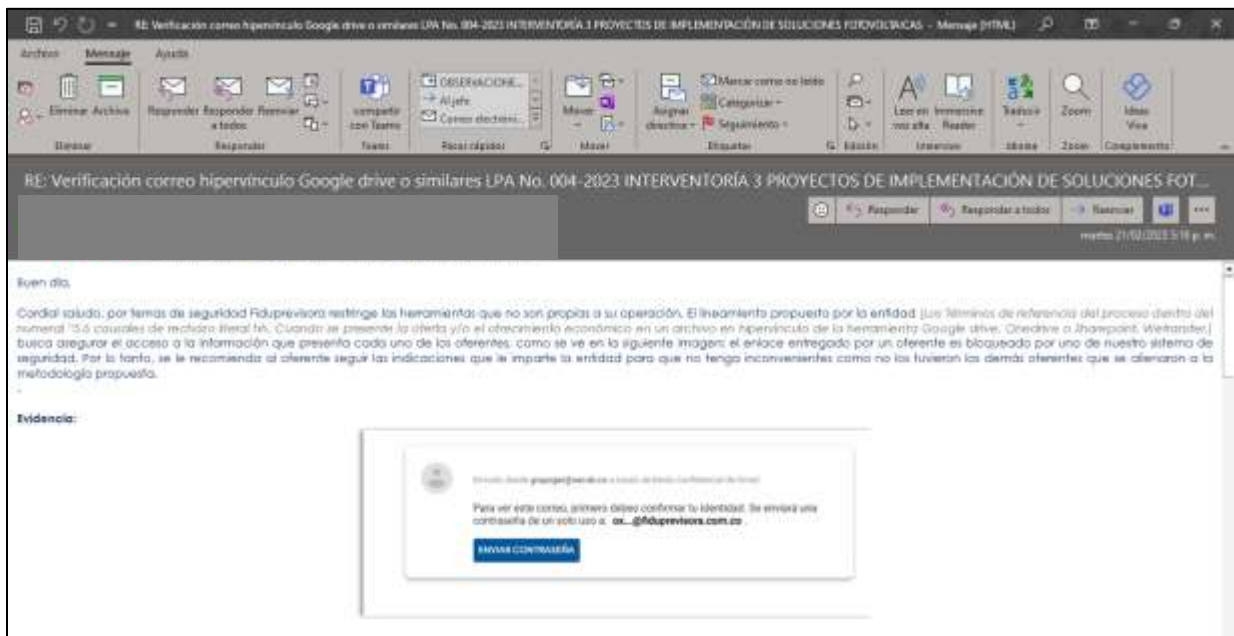 RE: Verificación correo hipervínculo Google drive o similares LPA No. 004-2023 INTERVENTORÍA 3 PROYECTOS DE IMPLEMENTACIÓN DE SOLUCIONES FOTOVOLTAICAS - Mensaje (HTML)
Archivo Mensaje Ayuda
Eliminar Archivar
Responder Responder a todos Reenviar
compartir con Teams
OBSERVACIONE...
Al jefe
Correo electróni...
Mover
Asignar directiva
Marcar como no leído
Categorizar
Seguimiento
Leer en voz alta
Immersive Reader
Traducir
Zoom
Ideas Viva
Eliminar Responder Teams Pasos rápidos Mover Etiquetas Edición Inmersivo Idioma Zoom Complemento
RE: Verificación correo hipervínculo Google drive o similares LPA No. 004-2023 INTERVENTORÍA 3 PROYECTOS DE IMPLEMENTACIÓN DE SOLUCIONES FOT...
Responder Responder a todos Reenviar
martes 21/02/2023 p. m.
Buen día,
Cordial saludo, por temas de seguridad Fiduprevisora restringe las herramientas que no son propias a su operación. El lineamiento propuesto por la entidad (Los Términos de referencia del proceso dentro del
numeral "5.6 causales de rechazo literal hh. Cuando se presente la oferta y/o el ofrecimiento económico en un archivo en hipervínculo de la herramienta Google drive, Onedrive o Sharepoint, Wetransfer.)
busca asegurar el acceso a la información que presenta cada uno de los oferentes, como se ve en la siguiente imagen: el enlace entregado por un oferente es bloqueado por uno de nuestro sistema de
seguridad. Por lo tanto, se le recomienda al oferente seguir las indicaciones que le imparte la entidad para que no tenga inconvenientes como no los tuvieron los demás oferentes que se alienaron a la
metodología propuesta.
.
Evidencia:
Para ver este correo, primero debes confirmar tu identidad. Se enviará una
contraseña de un solo uso a: ox...@fiduprevisora.com.co
ENVIAR CONTRASEÑA